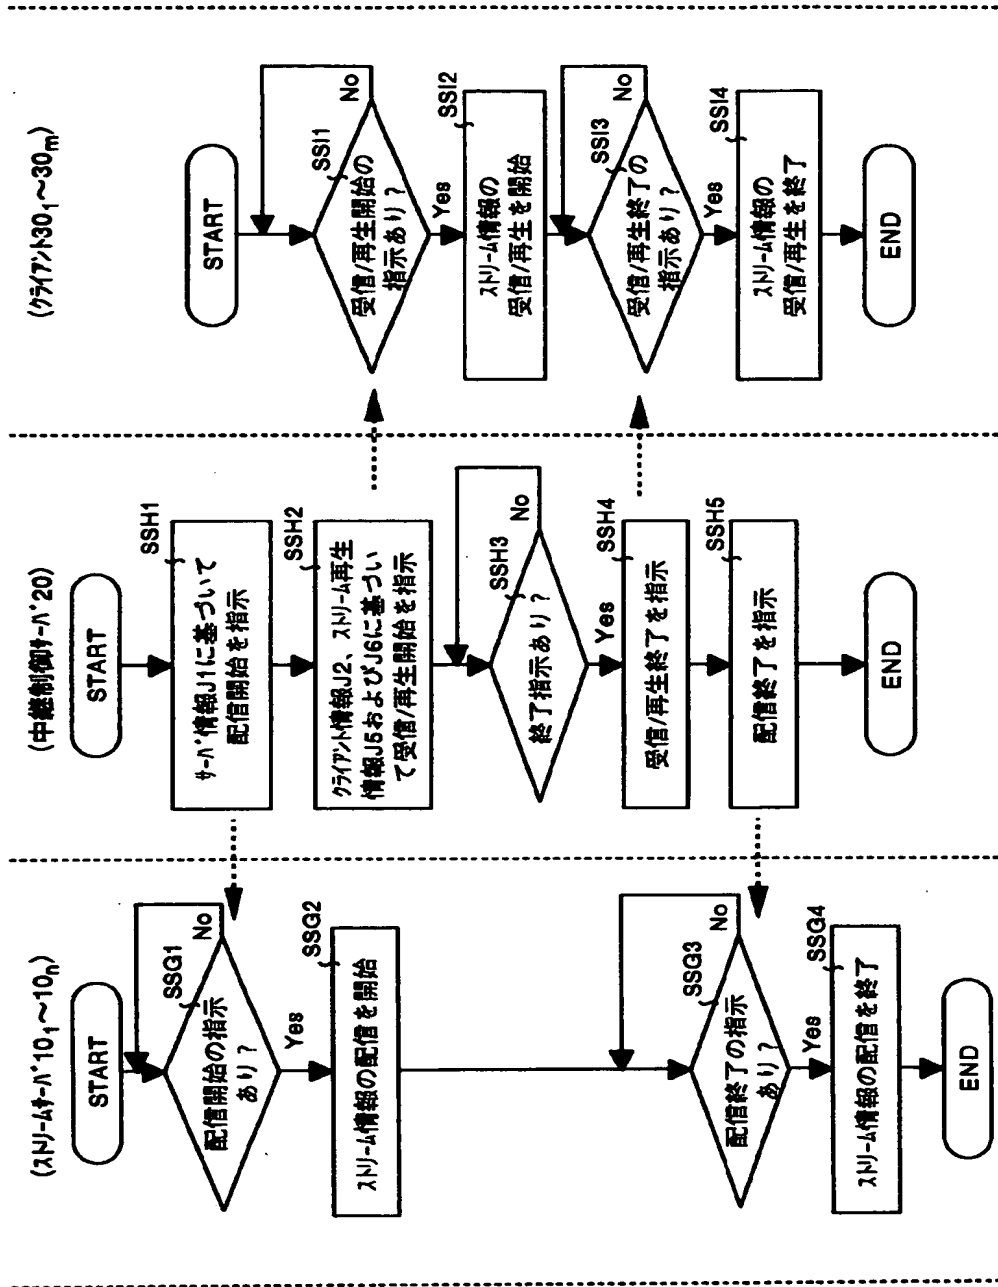 (ストリームサーバ10₁〜10ₙ)
START
SSG1
配信開始の指示
あり?
No
Yes
SSG2
ストリーム情報の配信を開始
SSG3
配信終了の指示
あり?
No
Yes
SSG4
ストリーム情報の配信を終了
END
(中継制御サーバ20)
START
SSH1
サーバ情報J1に基づいて
配信開始を指示
SSH2
クライアント情報J2、ストリーム再生
情報J5およびJ6に基づい
て受信/再生開始を指示
SSH3
終了指示あり?
No
Yes
SSH4
受信/再生終了を指示
SSH5
配信終了を指示
END
(クライアント30₁〜30ₘ)
START
SSI1
受信/再生開始の
指示あり?
No
Yes
SSI2
ストリーム情報の
受信/再生を開始
SSI3
受信/再生終了の
指示あり?
No
Yes
SSI4
ストリーム情報の
受信/再生を終了
END